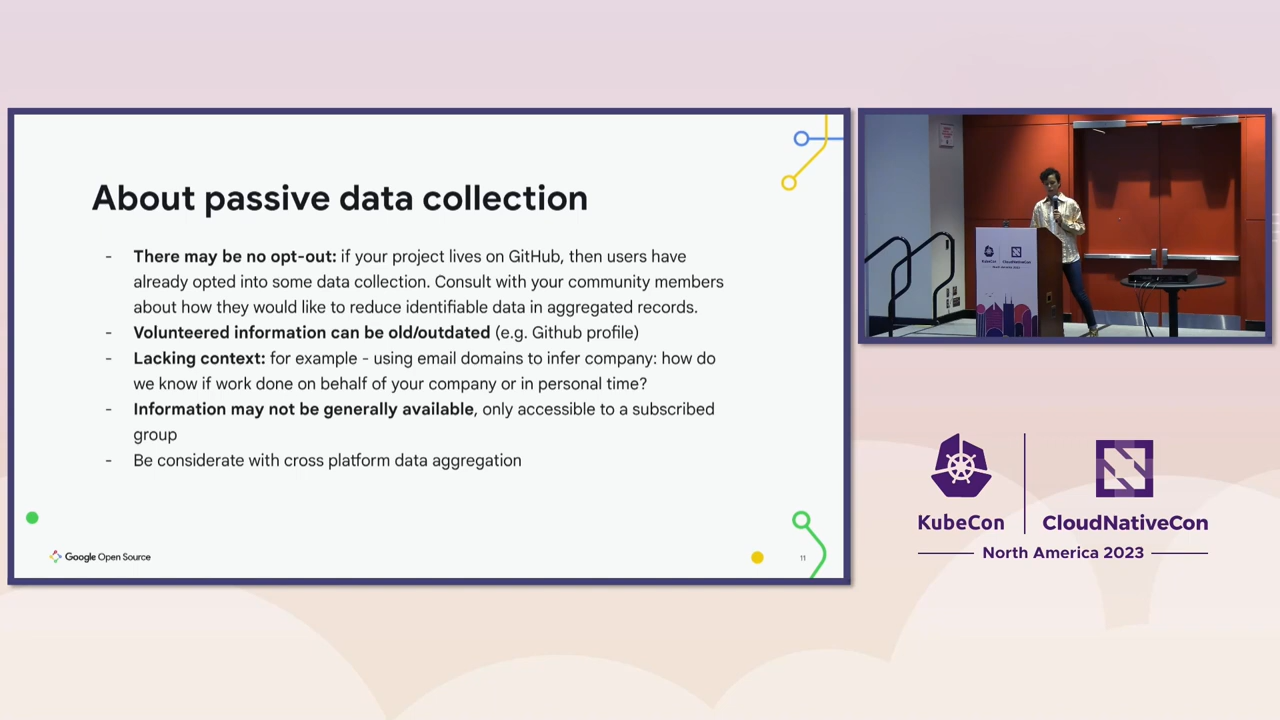 About passive data collection
- There may be no opt-out: if your project lives on GitHub, then users have
already opted into some data collection. Consult with your community members
about how they would like to reduce identifiable data in aggregated records.
- Volunteered information can be old/outdated (e.g. Github profile)
- Lacking context: for example - using email domains to infer company: how do
we know if work done on behalf of your company or in personal time?
- Information may not be generally available, only accessible to a subscribed
group
- Be considerate with cross platform data aggregation
Google Open Source
11
KubeCon
CloudNativeCon
North America 2023
KubeCon
CloudNativeCon
North America 2023